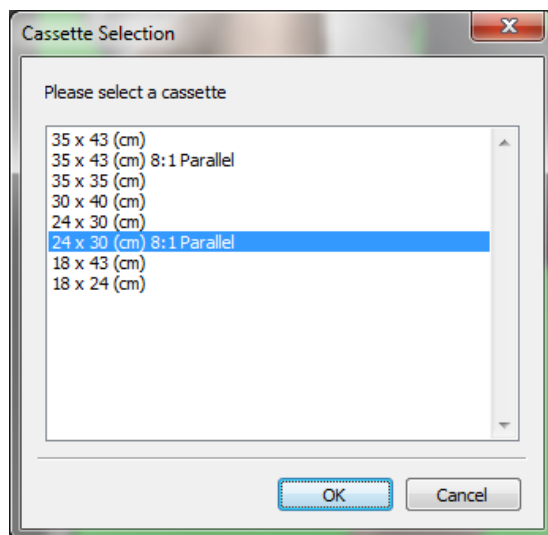 Cassette Selection
Please select a cassette
35 x 43 (cm)
35 x 43 (cm) 8:1 Parallel
35 x 35 (cm)
30 x 40 (cm)
24 x 30 (cm)
24 x 30 (cm) 8:1 Parallel
18 x 43 (cm)
18 x 24 (cm)
OK Cancel